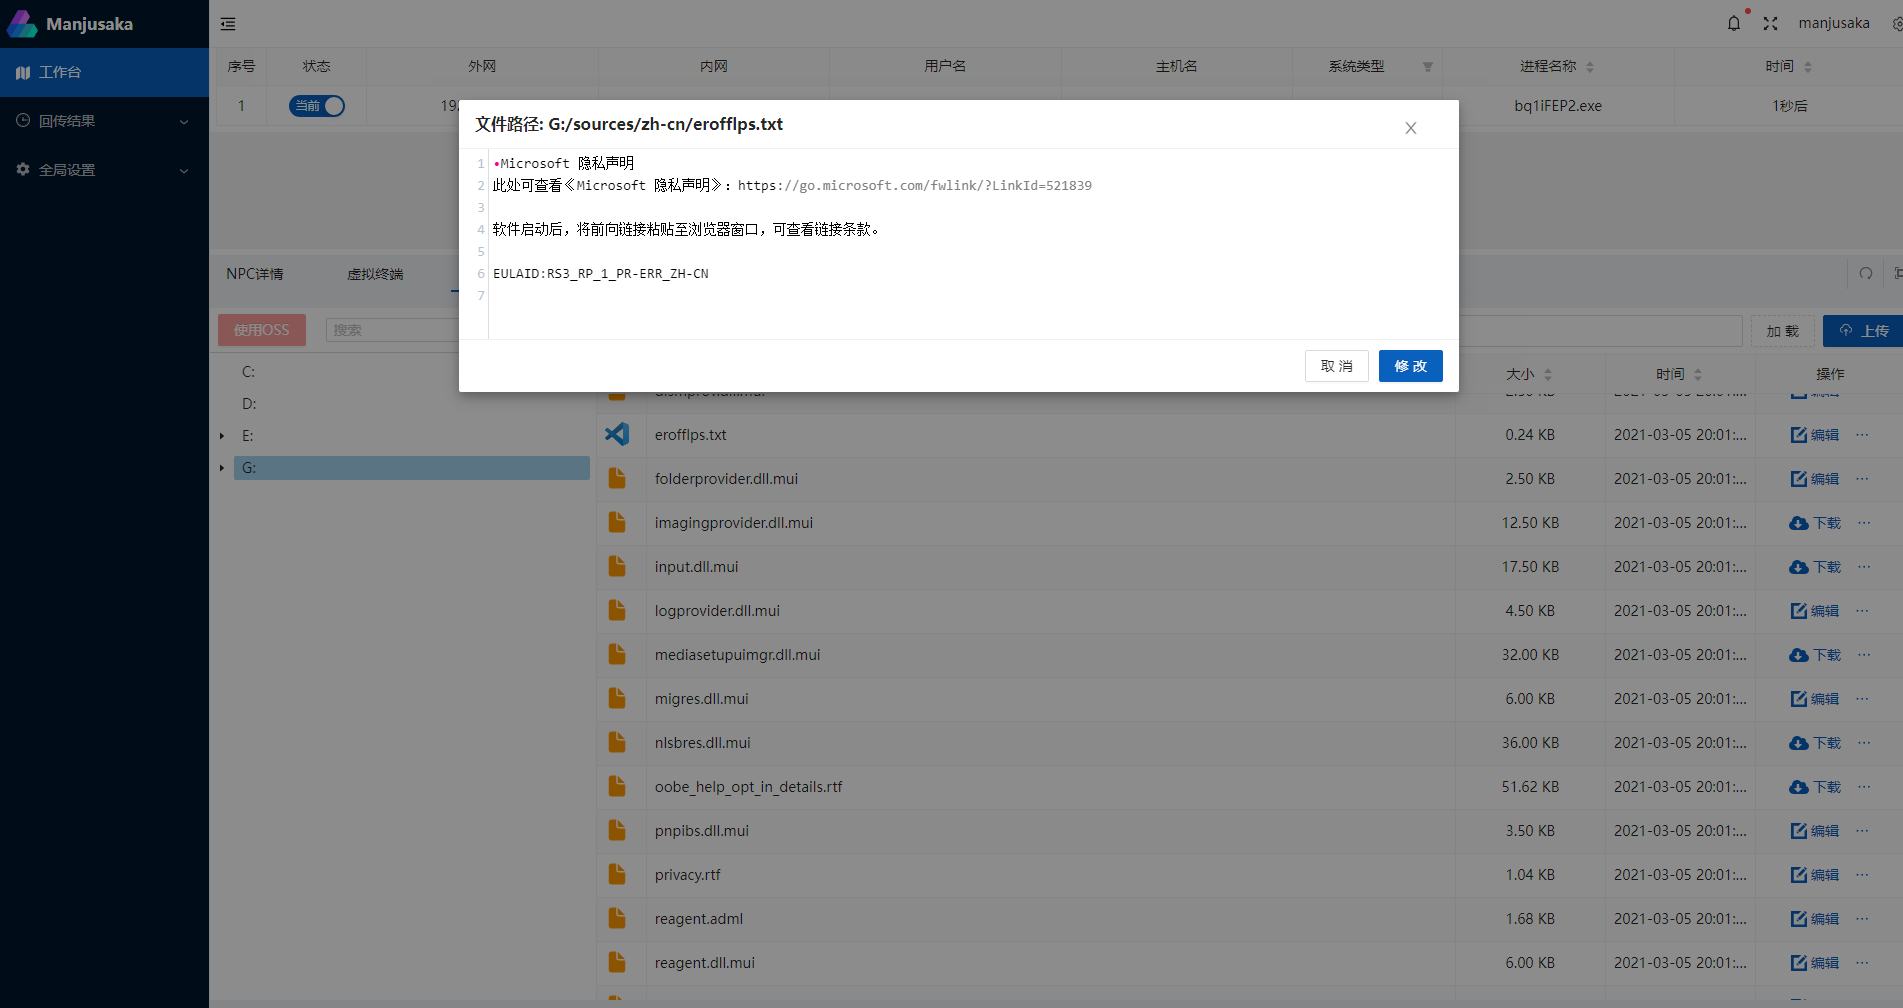 Manjusaka
manjusaka
工作台
回传结果
全局设置
序号 状态 外网 内网 用户名 主机名 系统类型 进程名称 时间
1 当前 192. bq1iFEP2.exe 1秒后
文件路径: G:/sources/zh-cn/erofflps.txt
1 •Microsoft 隐私声明
2 此处可查看《Microsoft 隐私声明》: https://go.microsoft.com/fwlink/?LinkId=521839
3
4 软件启动后，将前向链接粘贴至浏览器窗口，可查看链接条款。
5
6 EULAID:RS3_RP_1_PR-ERR_ZH-CN
7
取 消 修 改
NPC详情 虚拟终端
使用OSS 搜索 加 载 上传
C:
D:
E:
G:
大小 时间 操作
erofflps.txt 0.24 KB 2021-03-05 20:01:... 编辑 ...
folderprovider.dll.mui 2.50 KB 2021-03-05 20:01:... 编辑 ...
imagingprovider.dll.mui 12.50 KB 2021-03-05 20:01:... 下载 ...
input.dll.mui 17.50 KB 2021-03-05 20:01:... 下载 ...
logprovider.dll.mui 4.50 KB 2021-03-05 20:01:... 编辑 ...
mediasetupuimgr.dll.mui 32.00 KB 2021-03-05 20:01:... 下载 ...
migres.dll.mui 6.00 KB 2021-03-05 20:01:... 编辑 ...
nlsbres.dll.mui 36.00 KB 2021-03-05 20:01:... 下载 ...
oobe_help_opt_in_details.rtf 51.62 KB 2021-03-05 20:01:... 下载 ...
pnpibs.dll.mui 3.50 KB 2021-03-05 20:01:... 编辑 ...
privacy.rtf 1.04 KB 2021-03-05 20:01:... 编辑 ...
reagent.adml 1.68 KB 2021-03-05 20:01:... 编辑 ...
reagent.dll.mui 6.00 KB 2021-03-05 20:01:... 编辑 ...